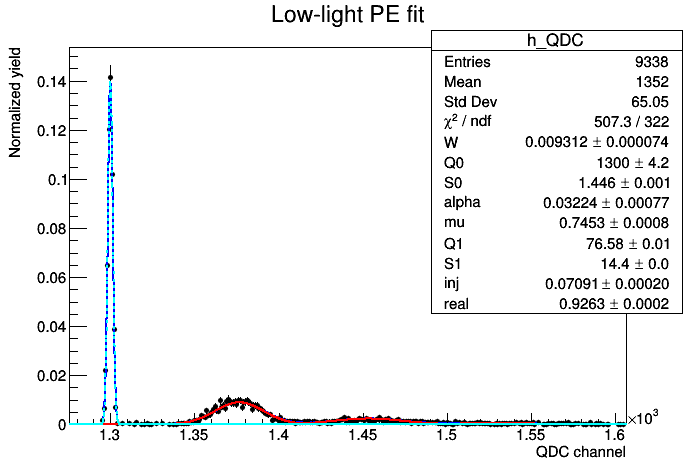 Low-light PE fit
h_QDC
Entries 9338
Mean 1352
Std Dev 65.05
χ² / ndf 507.3 / 322
W 0.009312 ± 0.000074
Q0 1300 ± 4.2
S0 1.446 ± 0.001
alpha 0.03224 ± 0.00077
mu 0.7453 ± 0.0008
Q1 76.58 ± 0.01
S1 14.4 ± 0.0
inj 0.07091 ± 0.00020
real 0.9263 ± 0.0002
Normalized yield
0.14
0.12
0.1
0.08
0.06
0.04
0.02
0
1.3 1.35 1.4 1.45 1.5 1.55 1.6
×10³
QDC channel